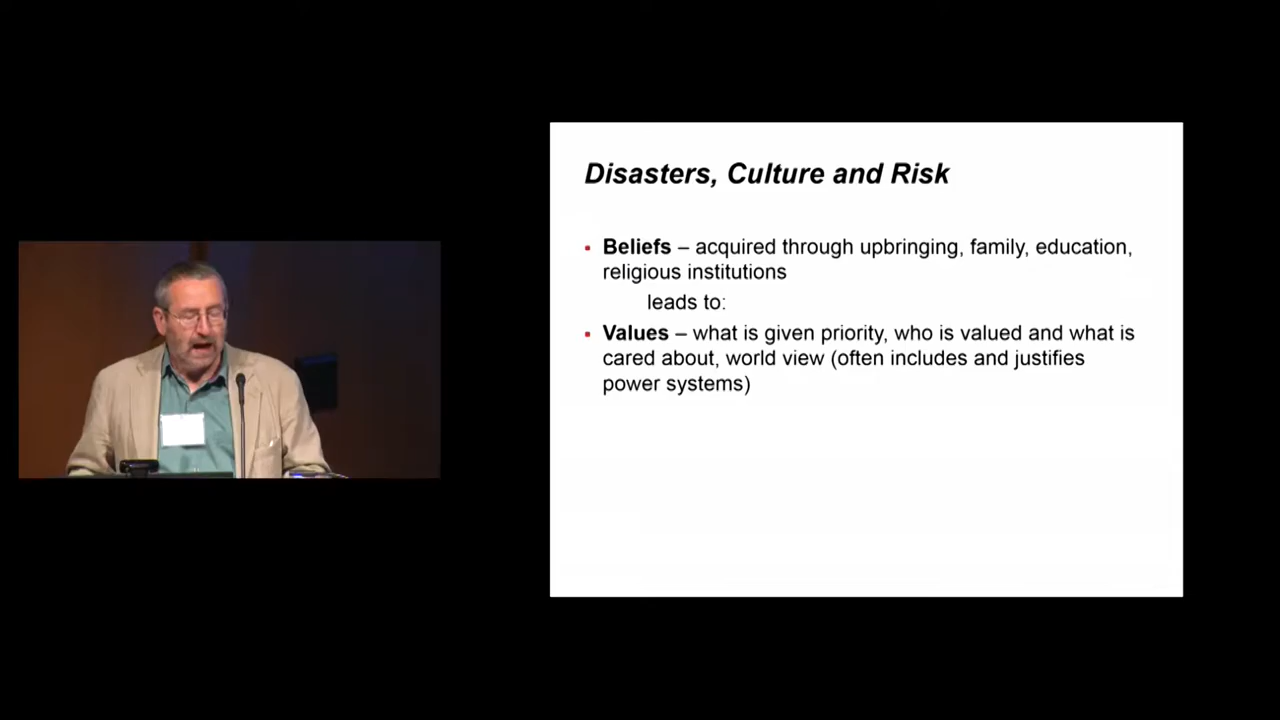 Disasters, Culture and Risk
▪ Beliefs – acquired through upbringing, family, education,
religious institutions
leads to:
▪ Values – what is given priority, who is valued and what is
cared about, world view (often includes and justifies
power systems)